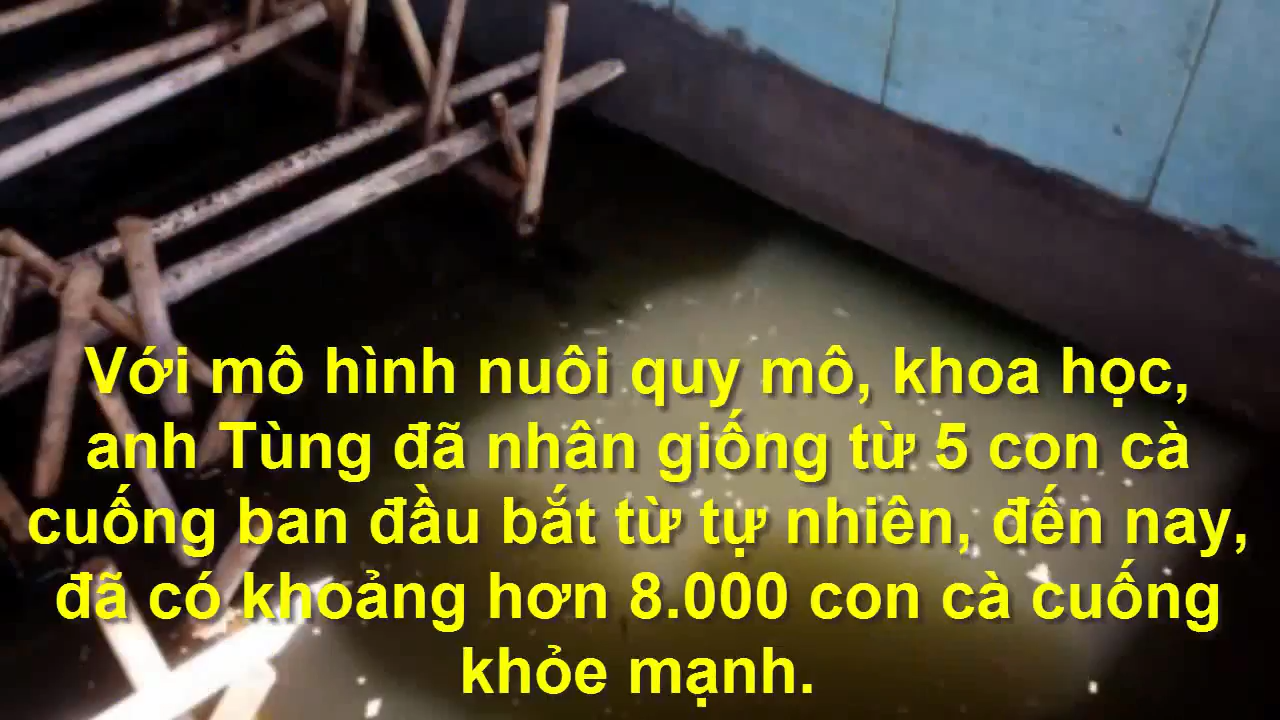 Với mô hình nuôi quy mô, khoa học,
anh Tùng đã nhân giống từ 5 con cà
cuống ban đầu bắt từ tự nhiên, đến nay,
đã có khoảng hơn 8.000 con cà cuống
khỏe mạnh.